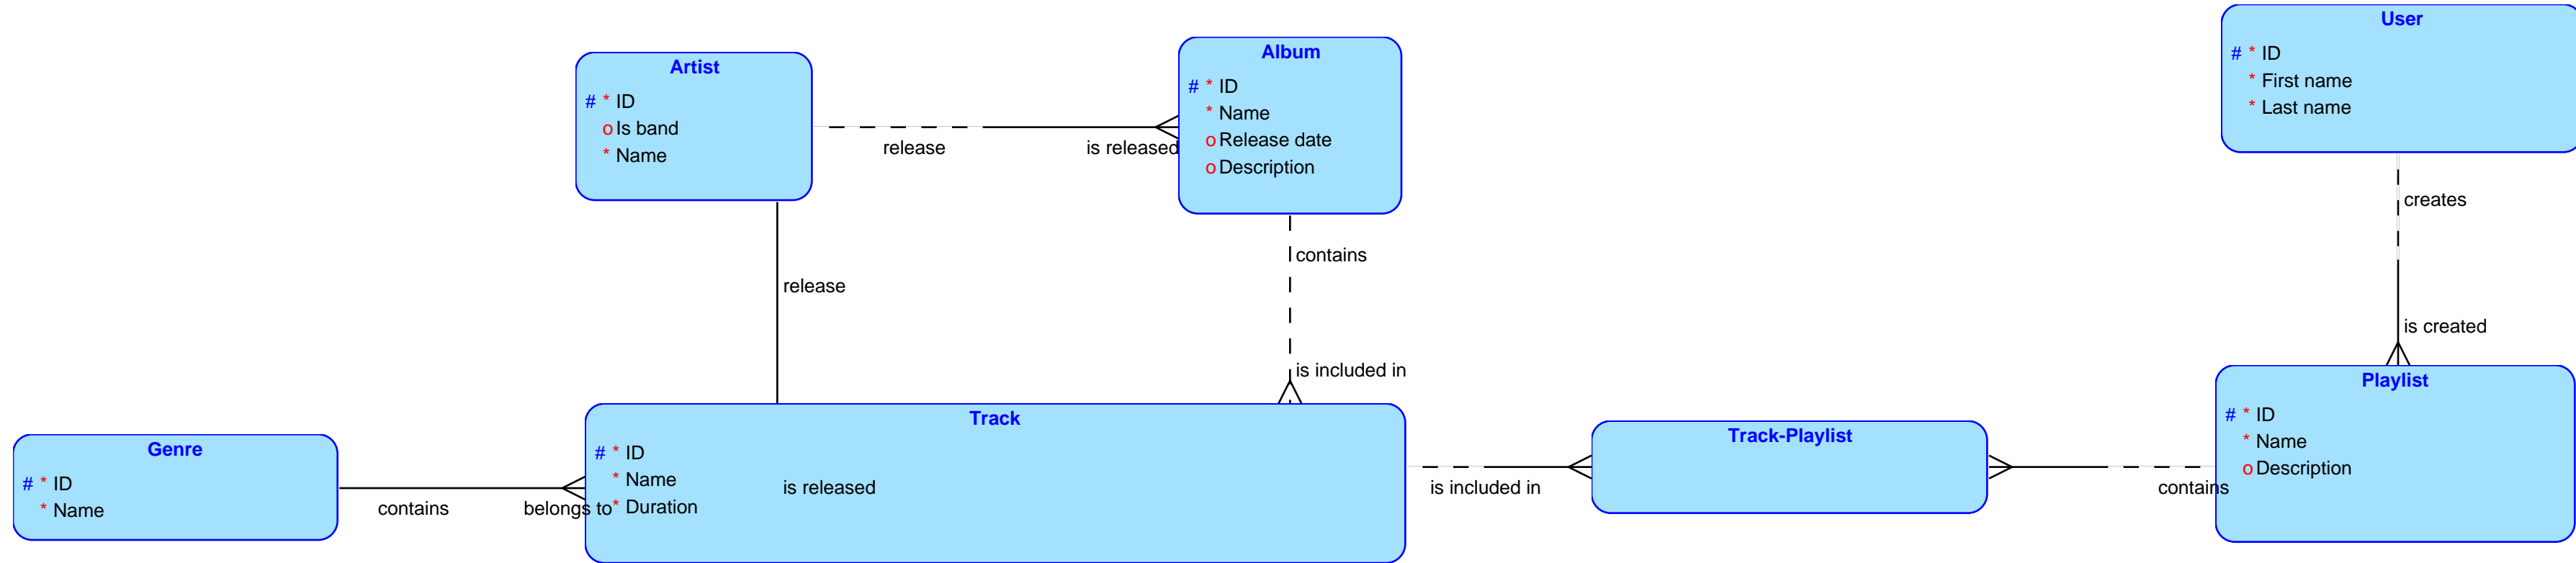 User
# * ID
* First name
* Last name
Album
# * ID
* Name
o Release date
o Description
Artist
# * ID
o Is band
* Name
release
is released
creates
contains
release
is created
is included in
Playlist
# * ID
* Name
o Description
Track
# * ID
* Name
* Duration
is released
Track-Playlist
Genre
# * ID
* Name
contains
belongs to
is included in
contains